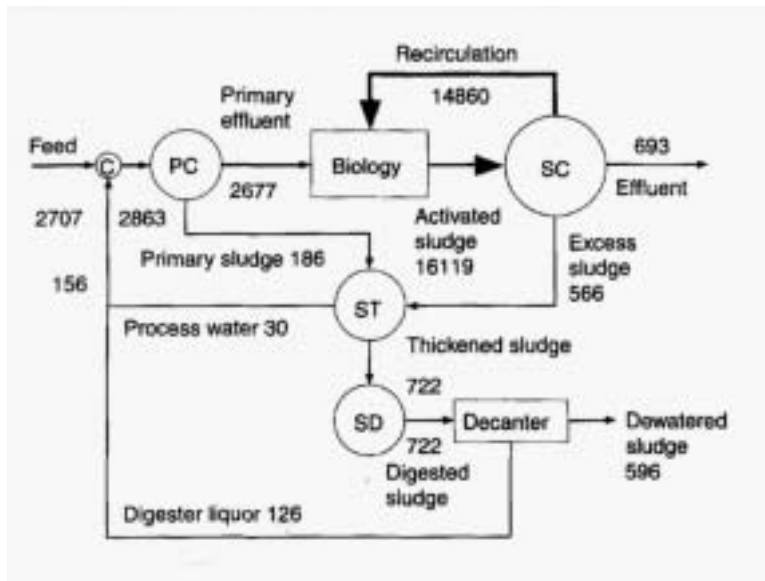 Recirculation
14860
Primary
effluent
Feed
C
PC
Biology
SC
693
Effluent
2707
2863
2677
Activated
sludge
16119
Excess
sludge
566
Primary sludge 186
156
ST
Process water 30
Thickened sludge
722
SD
Decanter
Dewatered
sludge
596
722
Digested
sludge
Digester liquor 126